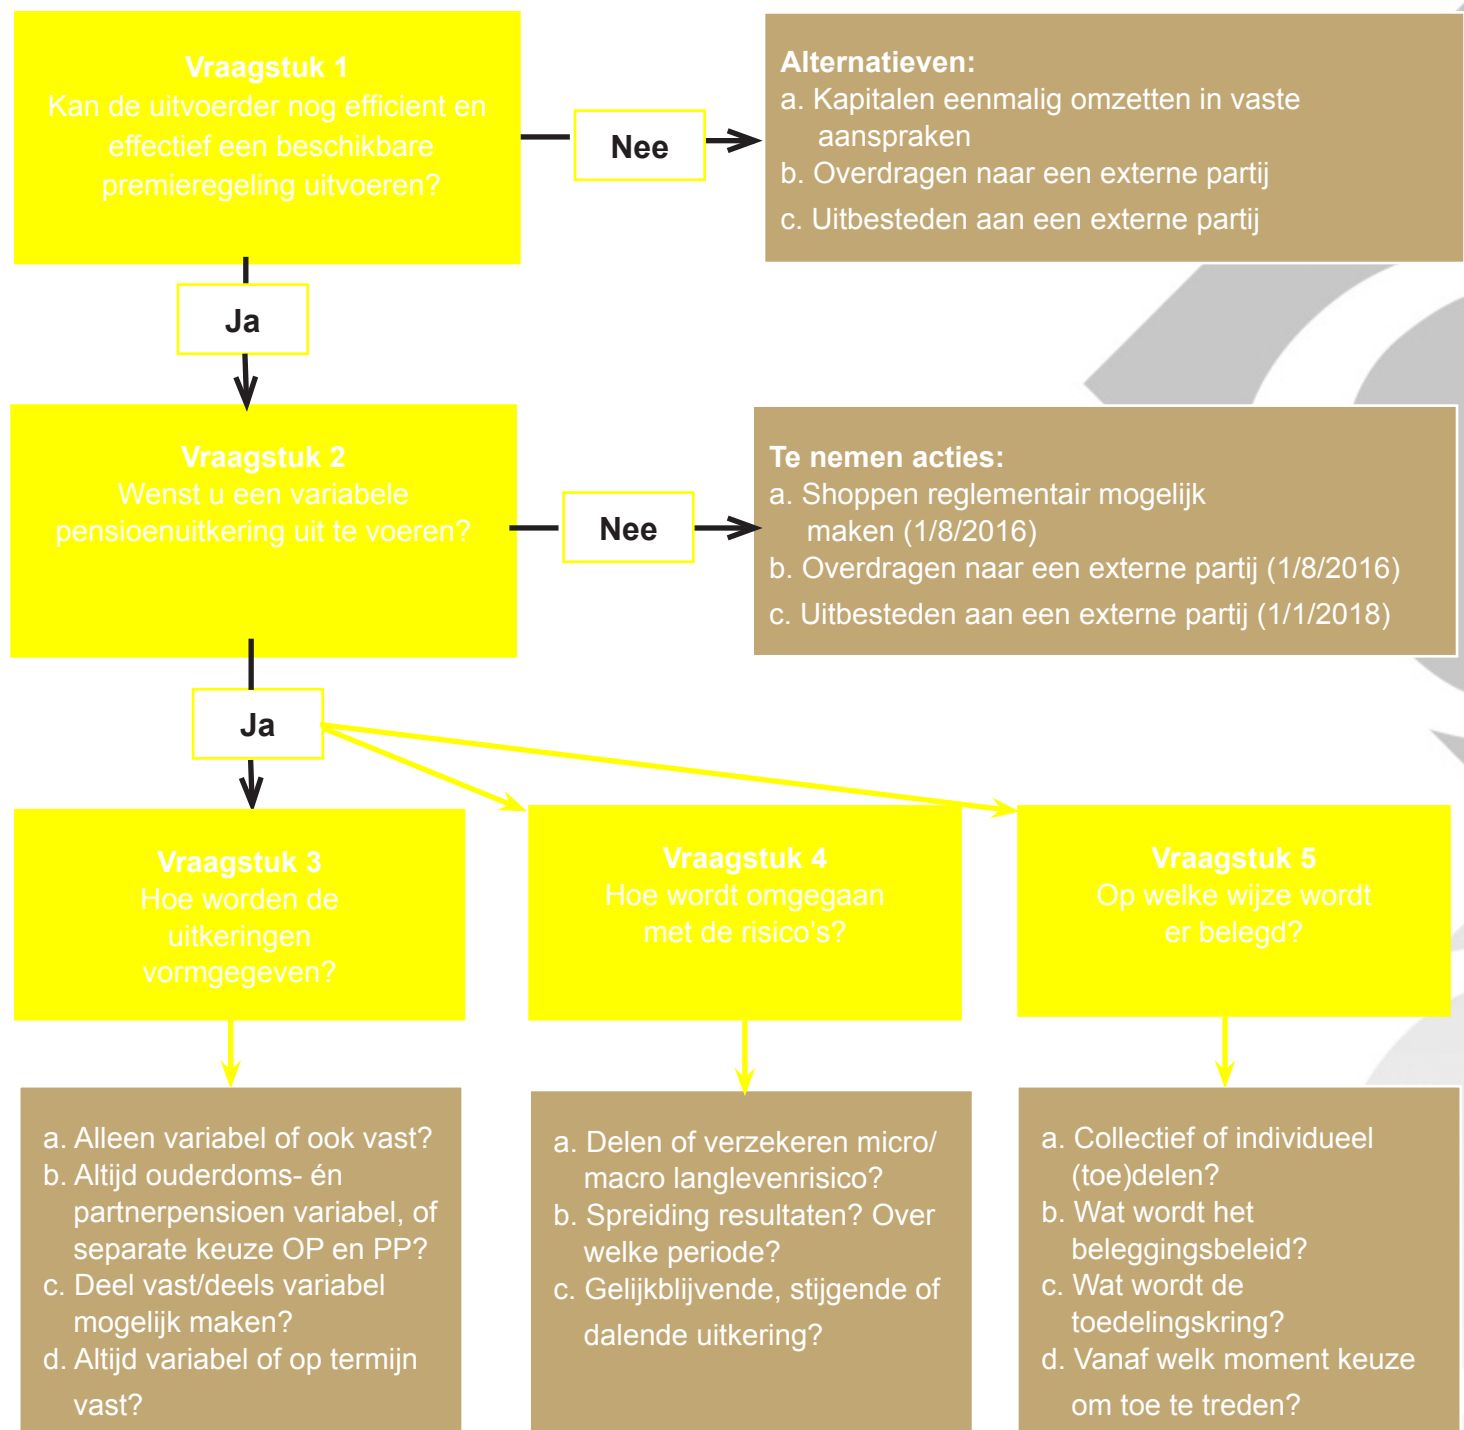 Vraagstuk 1
Kan de uitvoerder nog efficient en
effectief een beschikbare
premieregeling uitvoeren?
Nee
Alternatieven:
a. Kapitalen eenmalig omzetten in vaste
aanspraken
b. Overdragen naar een externe partij
c. Uitbesteden aan een externe partij
Ja
Vraagstuk 2
Wenst u een variabele
pensioenuitkering uit te voeren?
Nee
Te nemen acties:
a. Shoppen reglementair mogelijk
maken (1/8/2016)
b. Overdragen naar een externe partij (1/8/2016)
c. Uitbesteden aan een externe partij (1/1/2018)
Ja
Vraagstuk 3
Hoe worden de
uitkeringen
vormgegeven?
Vraagstuk 4
Hoe wordt omgegaan
met de risico's?
Vraagstuk 5
Op welke wijze wordt
er belegd?
a. Alleen variabel of ook vast?
b. Altijd ouderdoms- én
partnerpensioen variabel, of
separate keuze OP en PP?
c. Deel vast/deels variabel
mogelijk maken?
d. Altijd variabel of op termijn
vast?
a. Delen of verzekeren micro/
macro langlevenrisico?
b. Spreiding resultaten? Over
welke periode?
c. Gelijkblijvende, stijgende of
dalende uitkering?
a. Collectief of individueel
(toe)delen?
b. Wat wordt het
beleggingsbeleid?
c. Wat wordt de
toedelingskring?
d. Vanaf welk moment keuze
om toe te treden?